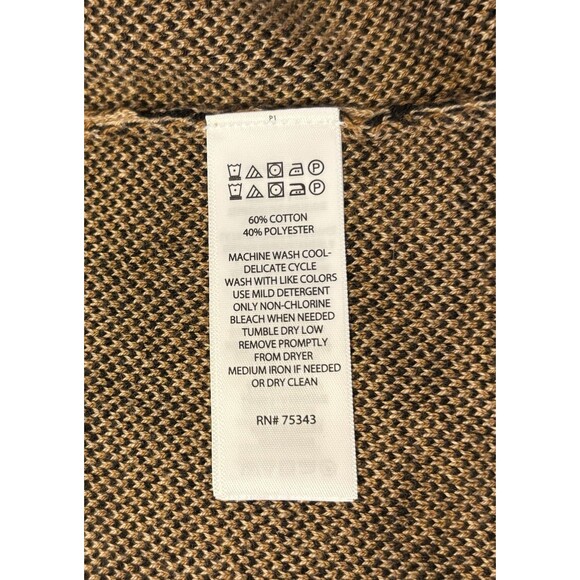 P1
60% COTTON
40% POLYESTER
MACHINE WASH COOL-
DELICATE CYCLE
WASH WITH LIKE COLORS
USE MILD DETERGENT
ONLY NON-CHLORINE
BLEACH WHEN NEEDED
TUMBLE DRY LOW
REMOVE PROMPTLY
FROM DRYER
MEDIUM IRON IF NEEDED
OR DRY CLEAN
RN# 75343